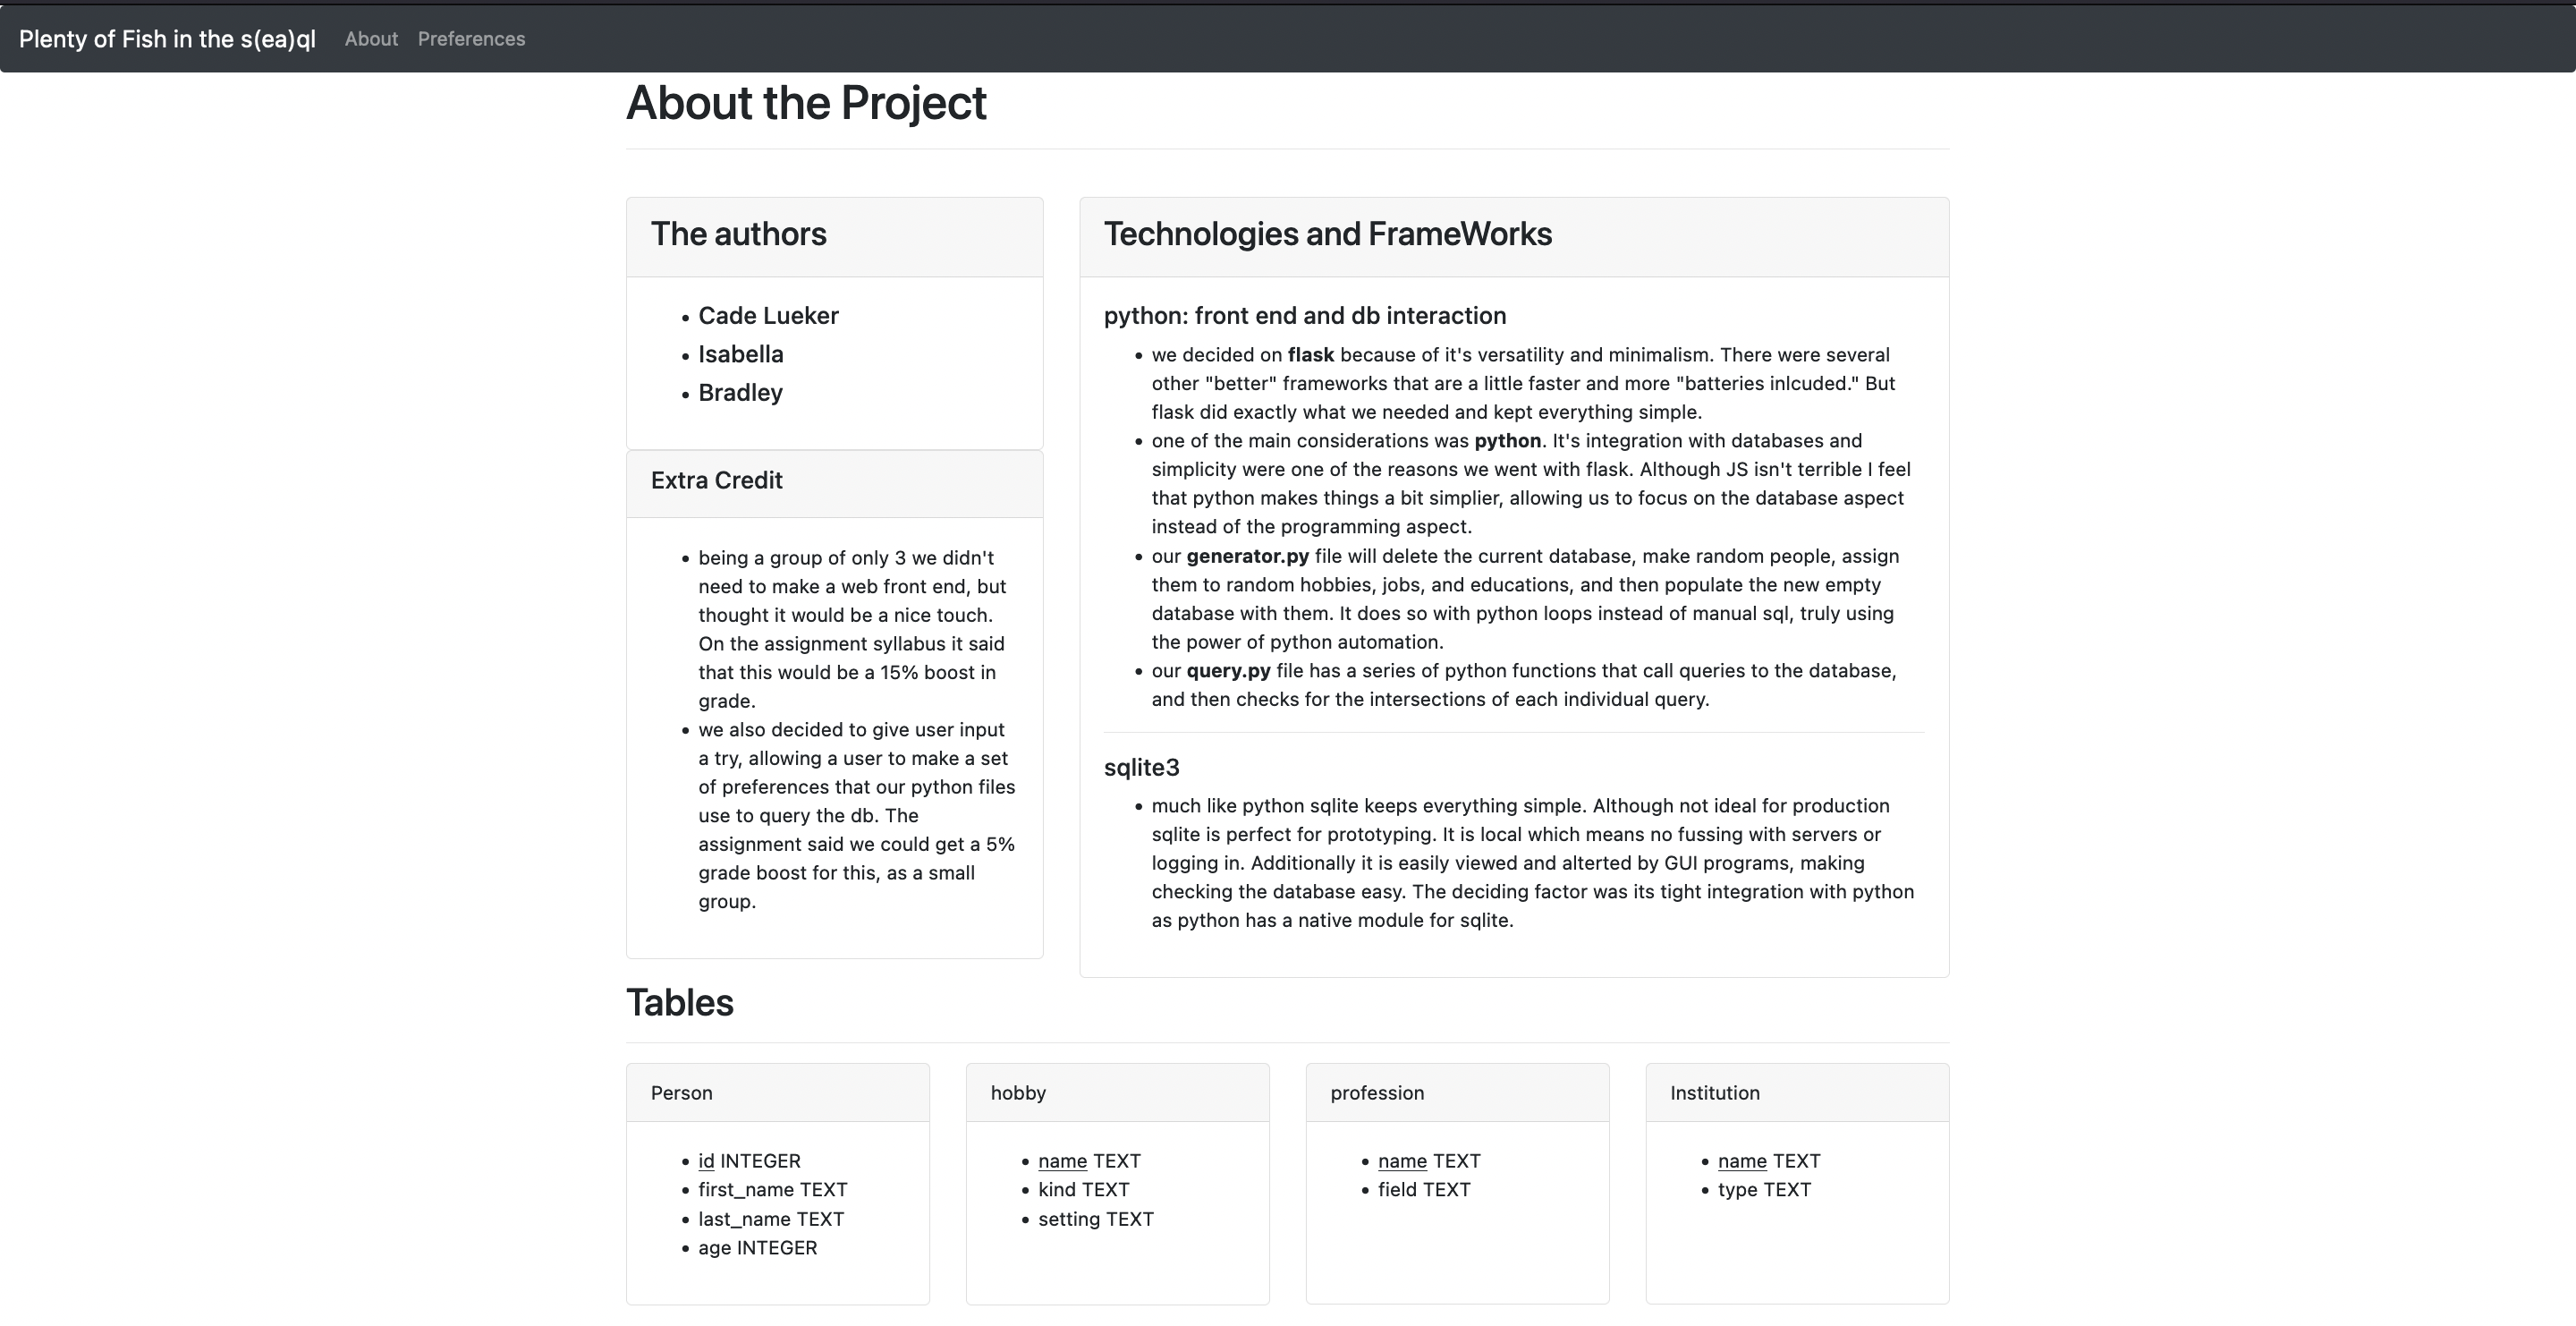 Plenty of Fish in the s(ea)ql About Preferences
About the Project
The authors
Cade Lueker
Isabella
Bradley
Extra Credit
being a group of only 3 we didn't
need to make a web front end, but
thought it would be a nice touch.
On the assignment syllabus it said
that this would be a 15% boost in
grade.
we also decided to give user input
a try, allowing a user to make a set
of preferences that our python files
use to query the db. The
assignment said we could get a 5%
grade boost for this, as a small
group.
Technologies and FrameWorks
python: front end and db interaction
we decided on flask because of it's versatility and minimalism. There were several
other "better" frameworks that are a little faster and more "batteries inlcuded." But
flask did exactly what we needed and kept everything simple.
one of the main considerations was python. It's integration with databases and
simplicity were one of the reasons we went with flask. Although JS isn't terrible I feel
that python makes things a bit simplier, allowing us to focus on the database aspect
instead of the programming aspect.
our generator.py file will delete the current database, make random people, assign
them to random hobbies, jobs, and educations, and then populate the new empty
database with them. It does so with python loops instead of manual sql, truly using
the power of python automation.
our query.py file has a series of python functions that call queries to the database,
and then checks for the intersections of each individual query.
sqlite3
much like python sqlite keeps everything simple. Although not ideal for production
sqlite is perfect for prototyping. It is local which means no fussing with servers or
logging in. Additionally it is easily viewed and alterted by GUI programs, making
checking the database easy. The deciding factor was its tight integration with python
as python has a native module for sqlite.
Tables
Person
id INTEGER
first_name TEXT
last_name TEXT
age INTEGER
hobby
name TEXT
kind TEXT
setting TEXT
profession
name TEXT
field TEXT
Institution
name TEXT
type TEXT